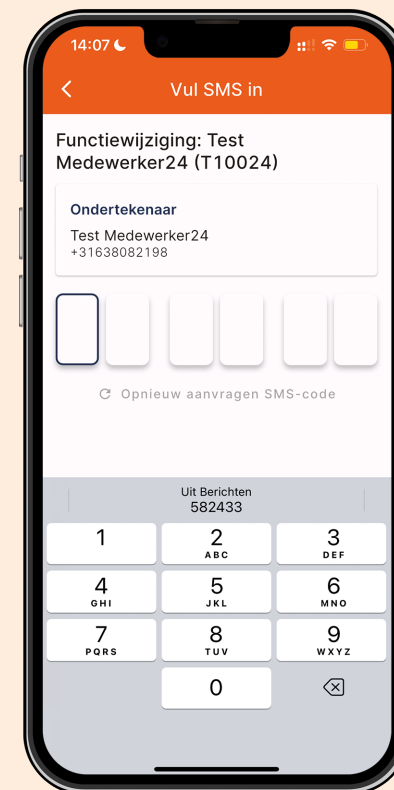 14:07
Vul SMS in
Functiewijziging: Test
Medewerker24 (T10024)
Ondertekenaar
Test Medewerker24
+31638082198
Opnieuw aanvragen SMS-code
Uit Berichten
582433
1
2
ABC
3
DEF
4
GHI
5
JKL
6
MNO
7
PQRS
8
TUV
9
WXYZ
0